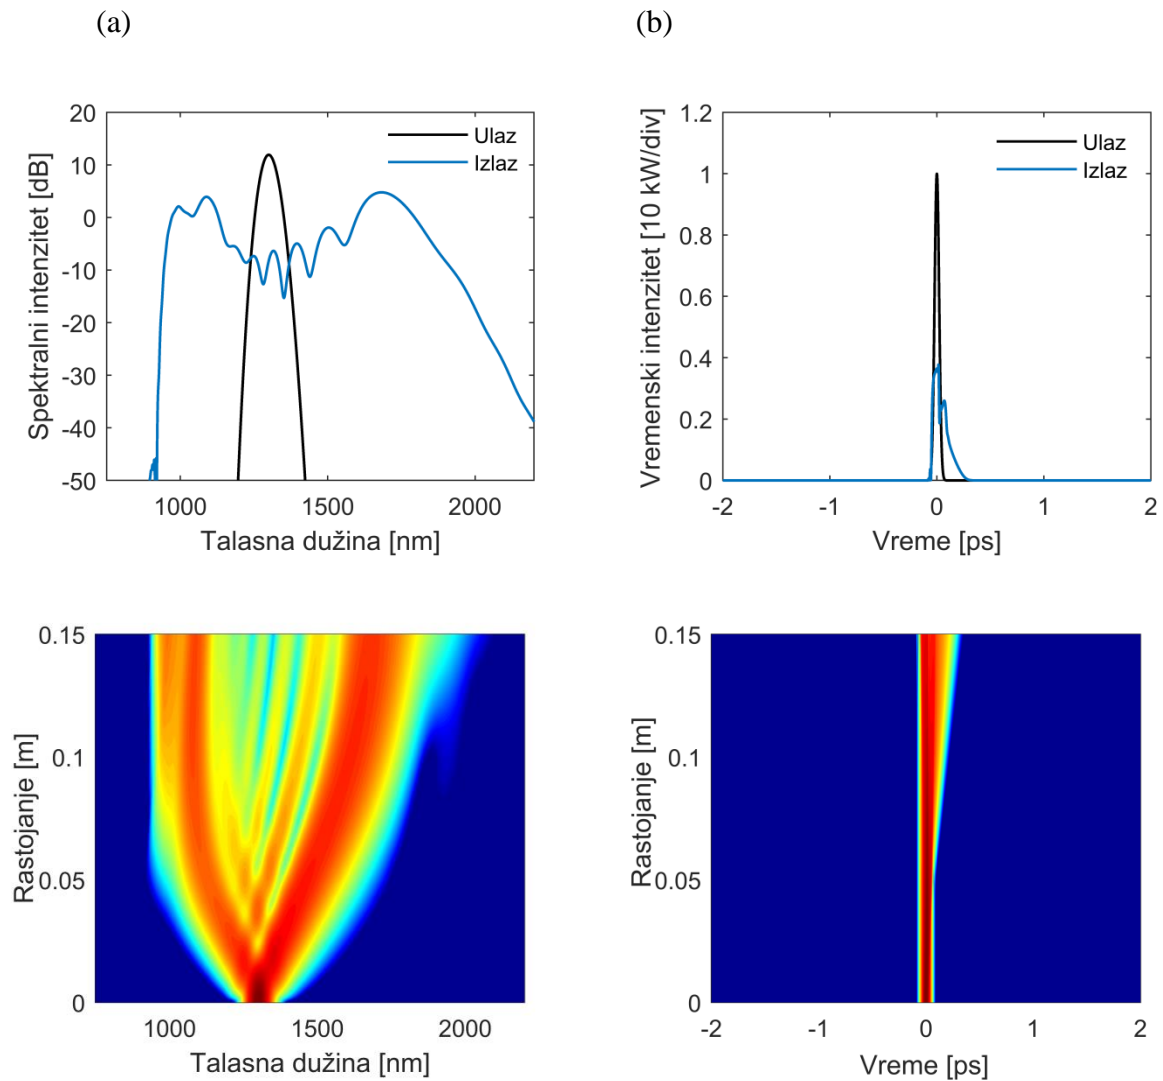 (a)
(b)
20
10
0
-10
-20
-30
-40
-50
Spektralni intenzitet [dB]
Ulaz
Izlaz
1000
1500
2000
Talasna dužina [nm]
1.2
1
0.8
0.6
0.4
0.2
0
Vremenski intenzitet [10 kW/div]
Ulaz
Izlaz
-2
-1
0
1
2
Vreme [ps]
0.15
0.1
0.05
0
Rastojanje [m]
1000
1500
2000
Talasna dužina [nm]
0.15
0.1
0.05
0
Rastojanje [m]
-2
-1
0
1
2
Vreme [ps]